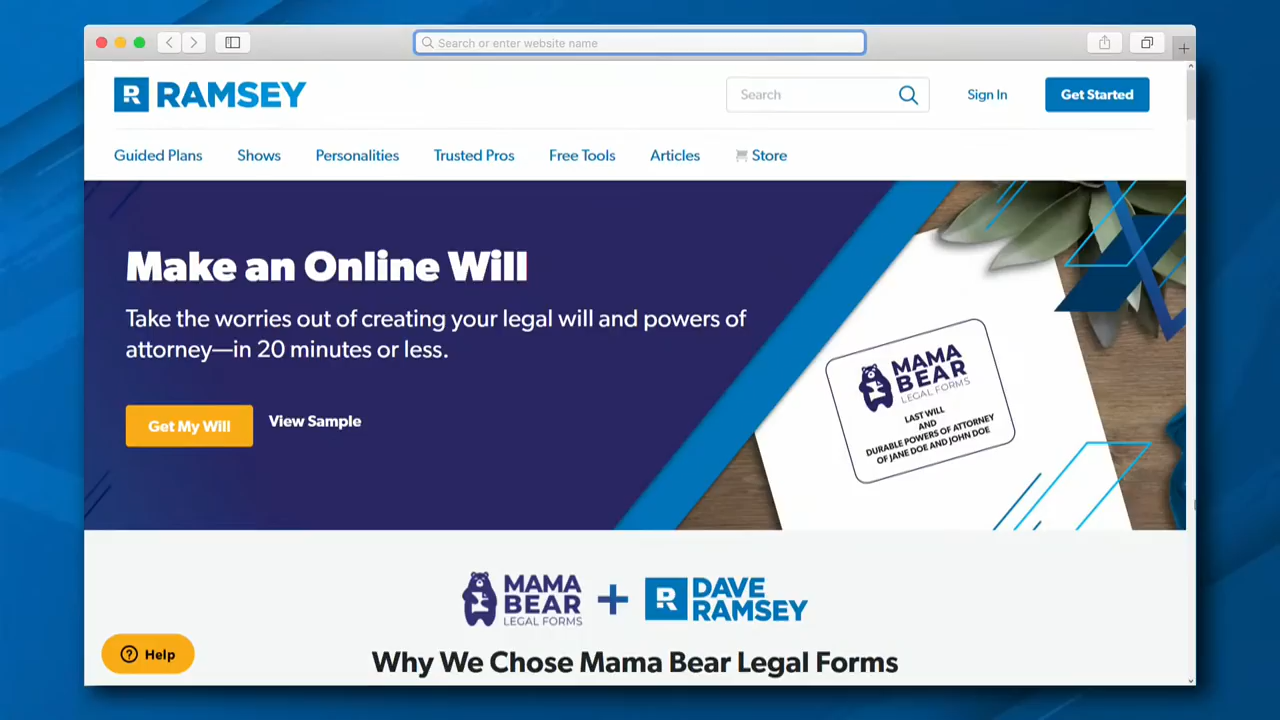 Search or enter website name
RAMSEY
Search
Sign In
Get Started
Guided Plans
Shows
Personalities
Trusted Pros
Free Tools
Articles
Store
Make an Online Will
Take the worries out of creating your legal will and powers of
attorney—in 20 minutes or less.
Get My Will
View Sample
MAMA
BEAR
LEGAL FORMS
LAST WILL
AND
DURABLE POWERS OF ATTORNEY
OF JANE DOE AND JOHN DOE
MAMA
BEAR
LEGAL FORMS
+
R
DAVE
RAMSEY
Help
Why We Chose Mama Bear Legal Forms